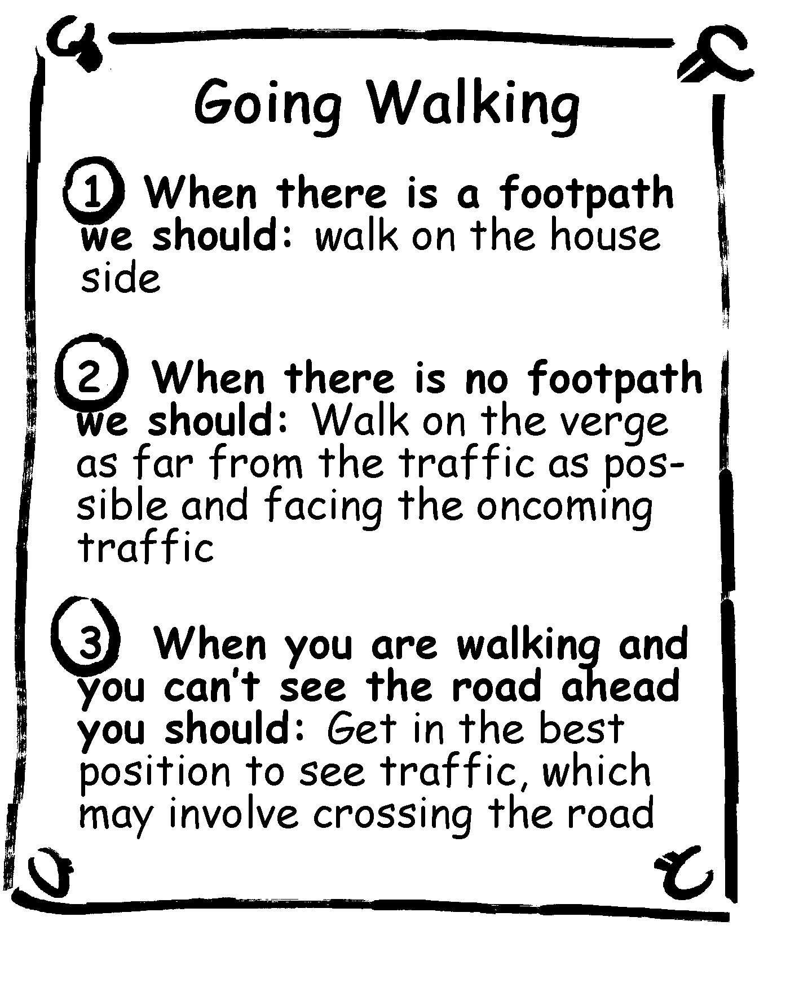 Going Walking
1 When there is a footpath
we should: walk on the house
side
2 When there is no footpath
we should: Walk on the verge
as far from the traffic as pos-
sible and facing the oncoming
traffic
3 When you are walking and
you can't see the road ahead
you should: Get in the best
position to see traffic, which
may involve crossing the road